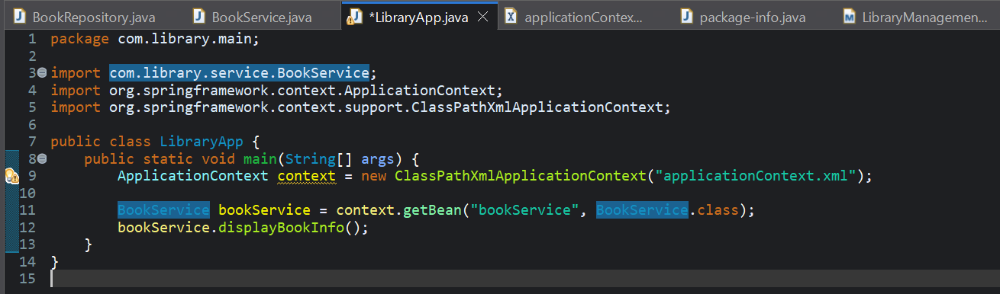 BookRepository.java BookService.java *LibraryApp.java applicationContex... package-info.java LibraryManagemen...
1 package com.library.main;
2
3 import com.library.service.BookService;
4 import org.springframework.context.ApplicationContext;
5 import org.springframework.context.support.ClassPathXmlApplicationContext;
6
7 public class LibraryApp {
8     public static void main(String[] args) {
9         ApplicationContext context = new ClassPathXmlApplicationContext("applicationContext.xml");
10
11         BookService bookService = context.getBean("bookService", BookService.class);
12         bookService.displayBookInfo();
13     }
14 }
15